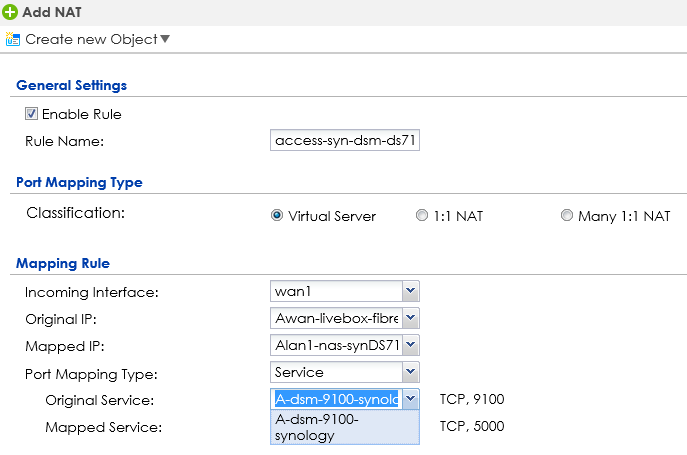 Add NAT
Create new Object
General Settings
Enable Rule
Rule Name: access-syn-dsm-ds71
Port Mapping Type
Classification: Virtual Server 1:1 NAT Many 1:1 NAT
Mapping Rule
Incoming Interface: wan1
Original IP: Awan-livebox-fibre
Mapped IP: Alan1-nas-synDS71
Port Mapping Type: Service
Original Service: A-dsm-9100-synolo TCP, 9100
A-dsm-9100-
Mapped Service: TCP, 5000
synology